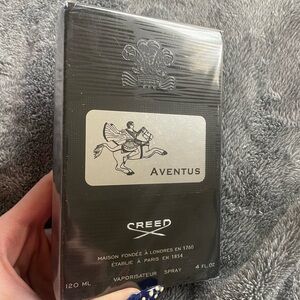 AVENTUS
CREED
MAISON FONDÉE À LONDRES EN 1760
ÉTABLIE À PARIS EN 1854
120 ML VAPORISATEUR SPRAY 4 FL.OZ